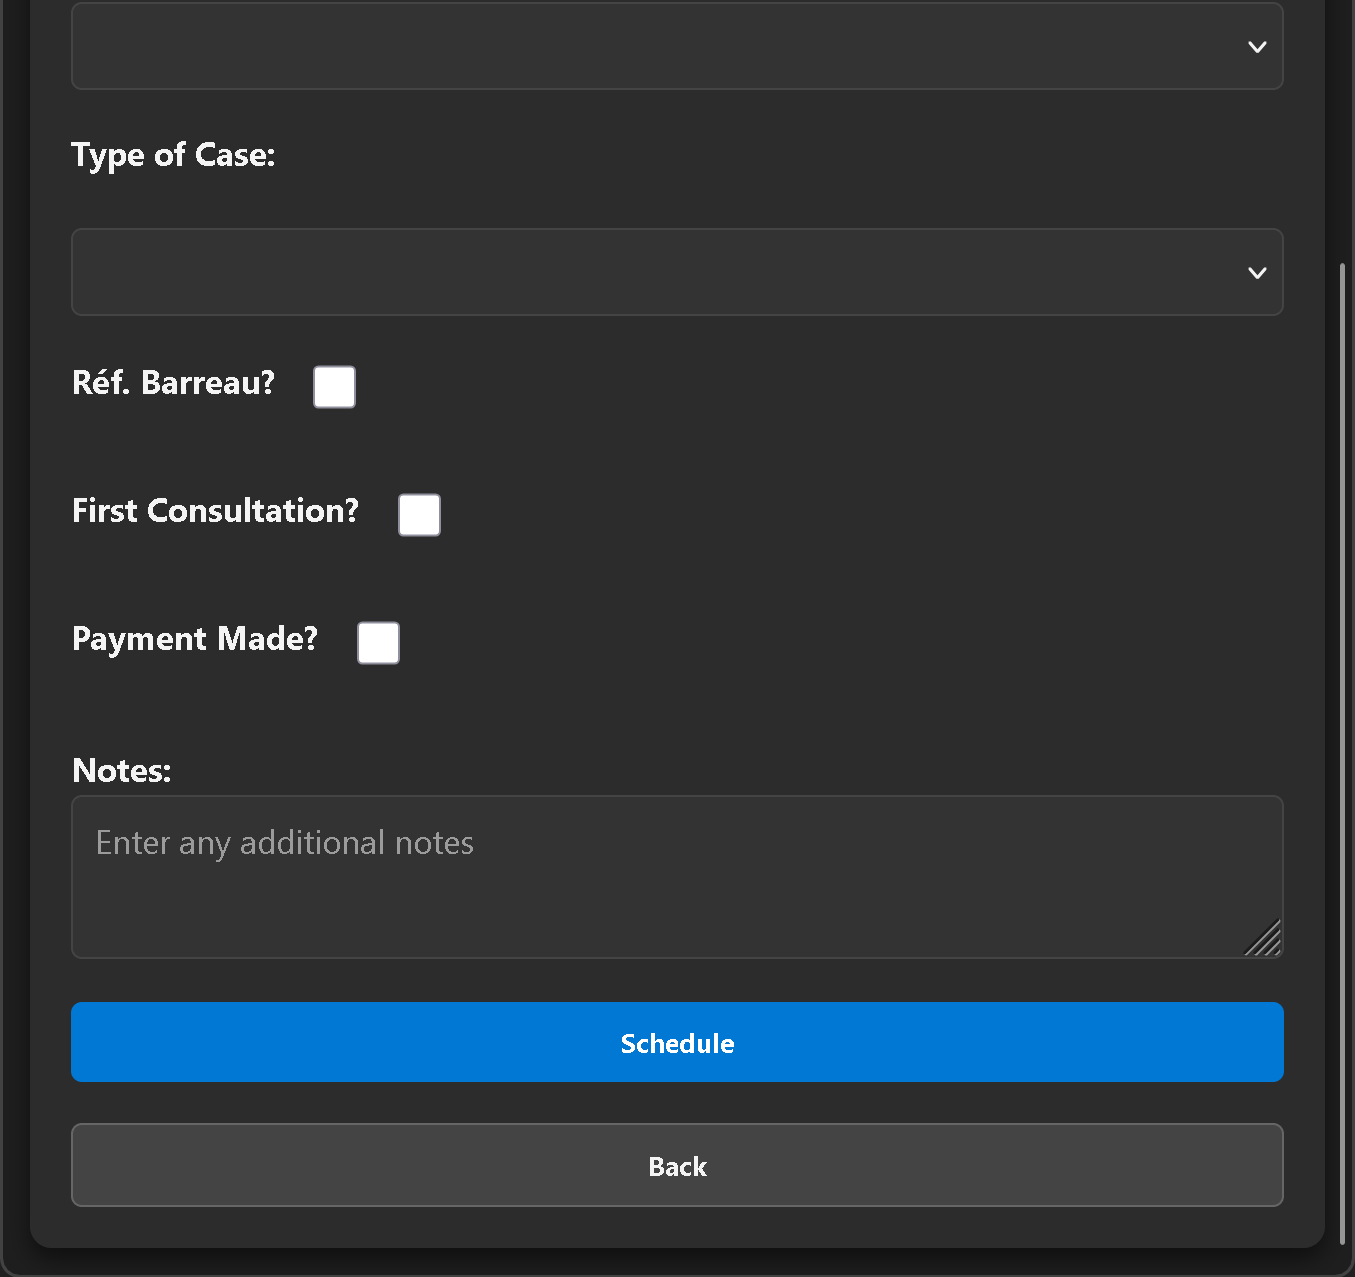 Type of Case:
Réf. Barreau?
First Consultation?
Payment Made?
Notes:
Enter any additional notes
Schedule
Back